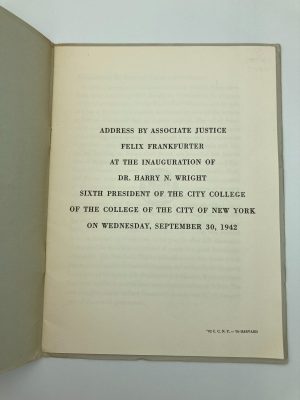 ADDRESS BY ASSOCIATE JUSTICE
FELIX FRANKFURTER
AT THE INAUGURATION OF
DR. HARRY N. WRIGHT
SIXTH PRESIDENT OF THE CITY COLLEGE
OF THE COLLEGE OF THE CITY OF NEW YORK
ON WEDNESDAY, SEPTEMBER 30, 1942